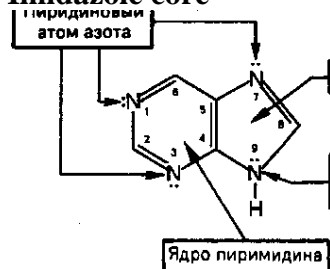 Imidazole core
Пиридиновый
атом азота
N
1
2
3
N
4
5
6
N
7
8
9
N
H
Ядро пиримидина